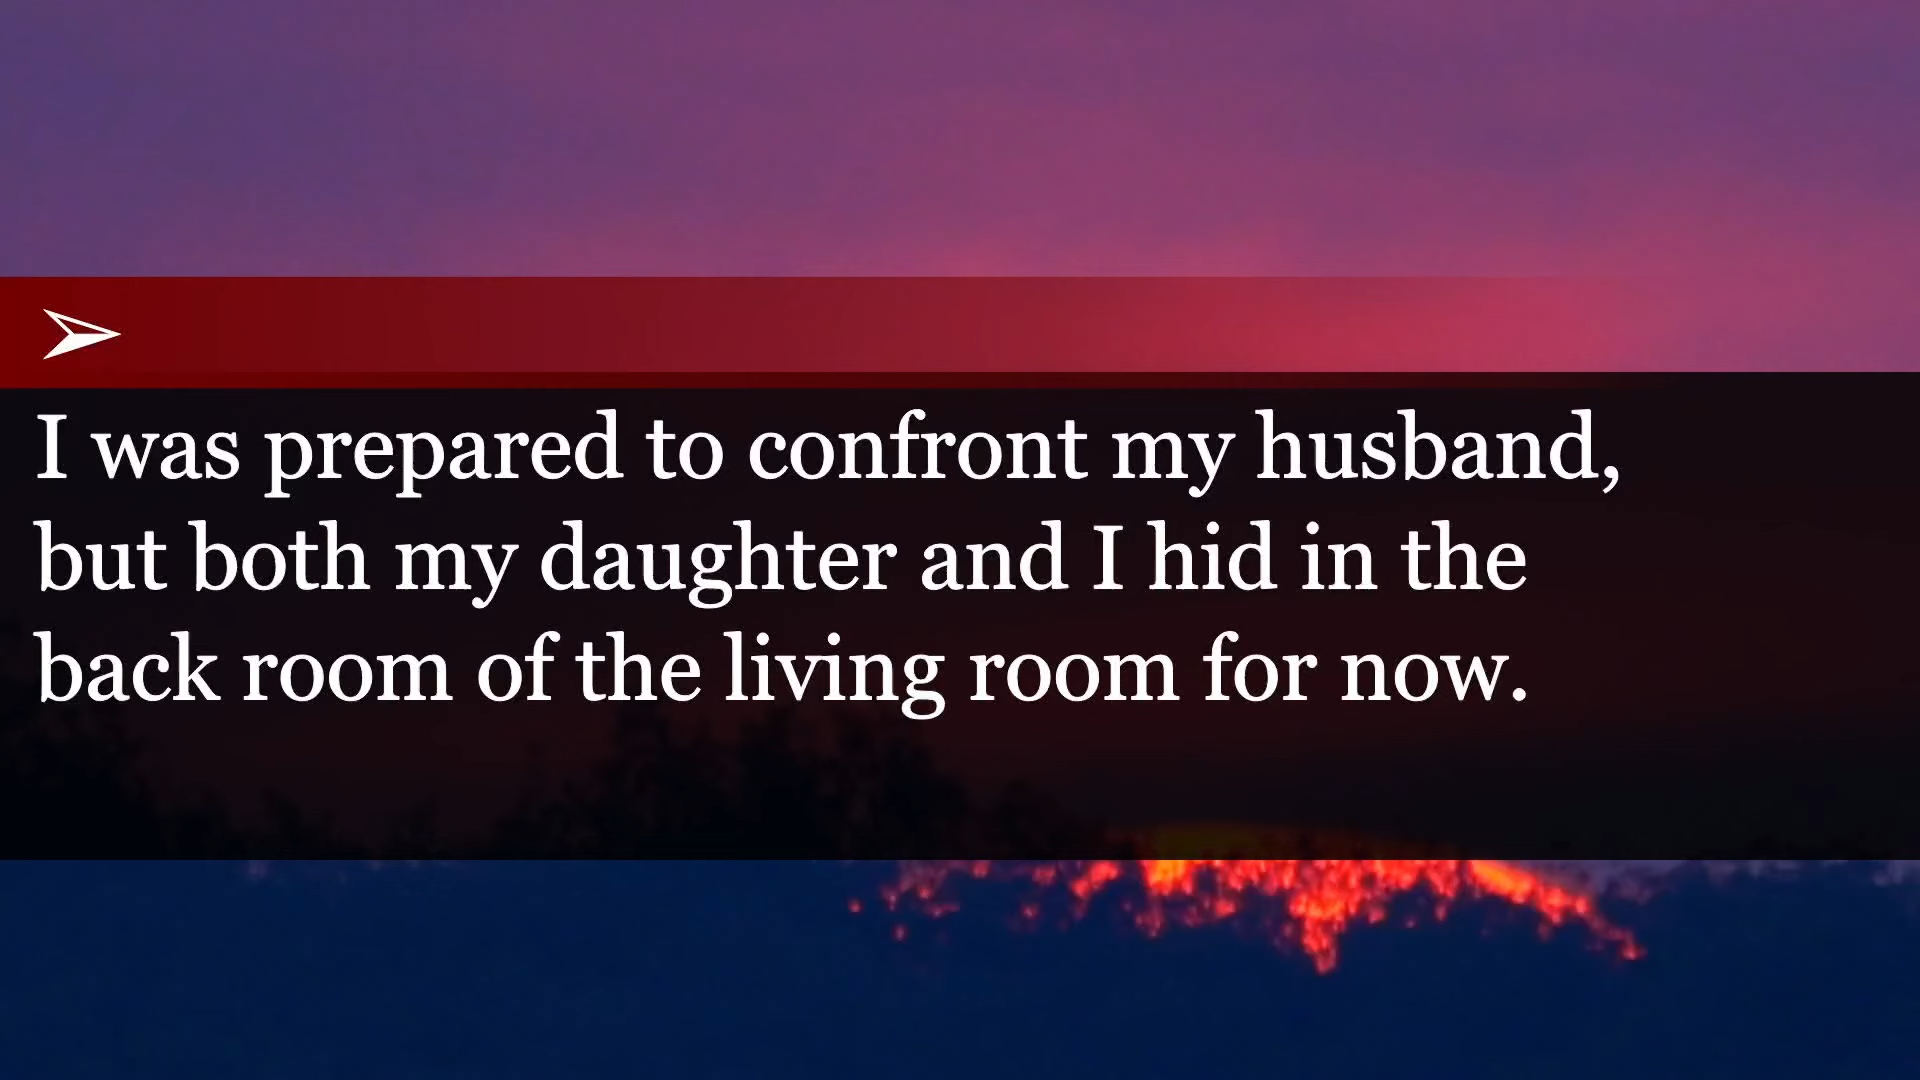 I was prepared to confront my husband,
but both my daughter and I hid in the
back room of the living room for now.